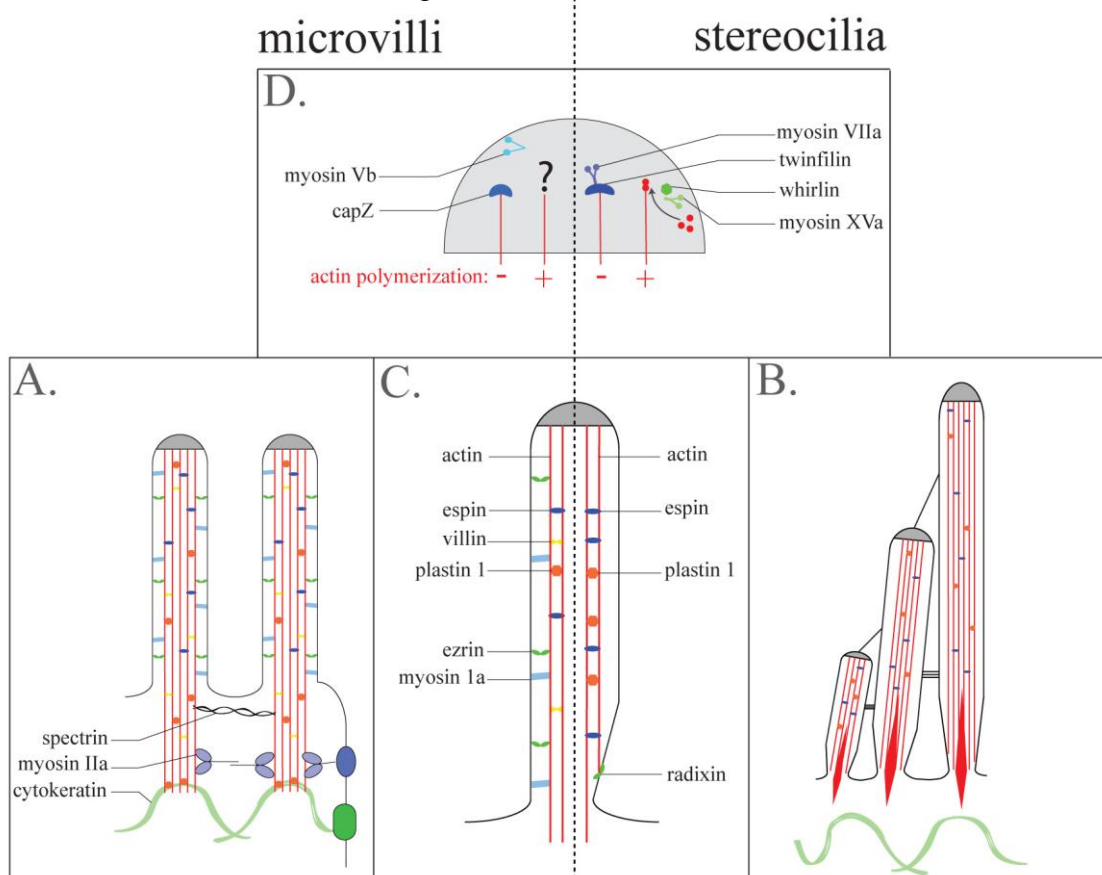 microvilli
stereocilia
D.
myosin Vb
capZ
?
myosin VIIa
twinfilin
whirlin
myosin XVa
actin polymerization: - + - +
A.
spectrin
myosin IIa
cytokeratin
C.
actin
espin
villin
plastin 1
ezrin
myosin 1a
actin
espin
plastin 1
radixin
B.